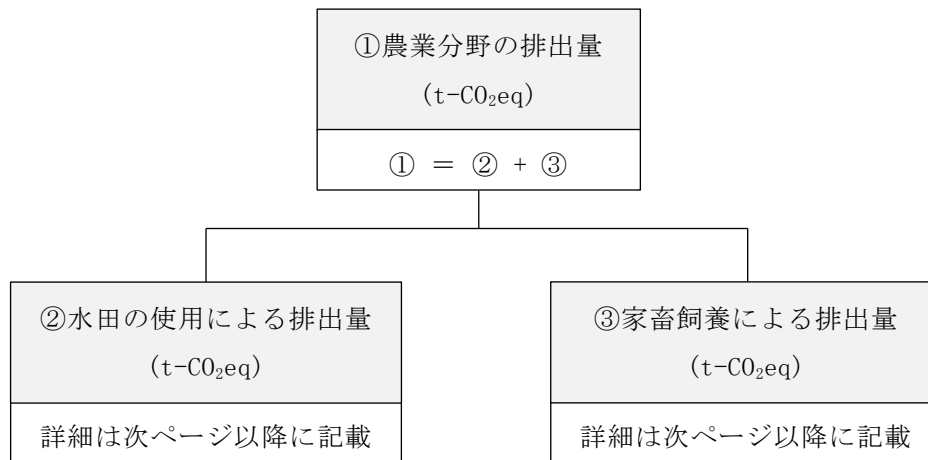 ①農業分野の排出量
(t-CO₂eq)
① = ② + ③
②水田の使用による排出量
(t-CO₂eq)
詳細は次ページ以降に記載
③家畜飼養による排出量
(t-CO₂eq)
詳細は次ページ以降に記載